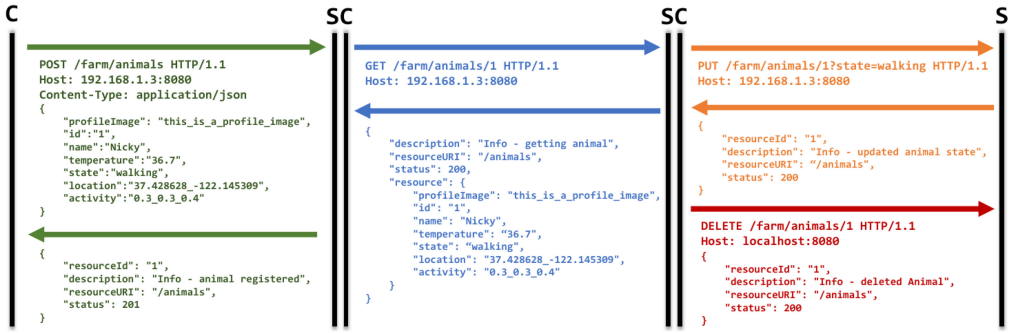 C
SC
SC
S
POST /farm/animals HTTP/1.1
Host: 192.168.1.3:8080
Content-Type: application/json
{
"profileImage": "this_is_a_profile_image",
"id":"1",
"name":"Nicky",
"temperature":"36.7",
"state":"walking",
"location":"37.428628_-122.145309",
"activity":"0.3_0.3_0.4"
}
{
"resourceId": "1",
"description": "Info - animal registered",
"resourceURI": "/animals",
"status": 201
}
GET /farm/animals/1 HTTP/1.1
Host: 192.168.1.3:8080
{
"description": "Info - getting animal",
"resourceURI": "/animals",
"status": 200,
"resource": {
"profileImage": "this_is_a_profile_image",
"id": "1",
"name": "Nicky",
"temperature": “36.7",
"state": “walking",
"location": "37.428628_-122.145309",
"activity": "0.3_0.3_0.4"
}
}
PUT /farm/animals/1?state=walking HTTP/1.1
Host: 192.168.1.3:8080
{
"resourceId": "1",
"description": "Info - updated animal state",
"resourceURI": “/animals",
"status": 200
}
DELETE /farm/animals/1 HTTP/1.1
Host: localhost:8080
{
"resourceId": "1",
"description": "Info - deleted Animal",
"resourceURI": "/animals",
"status": 200
}